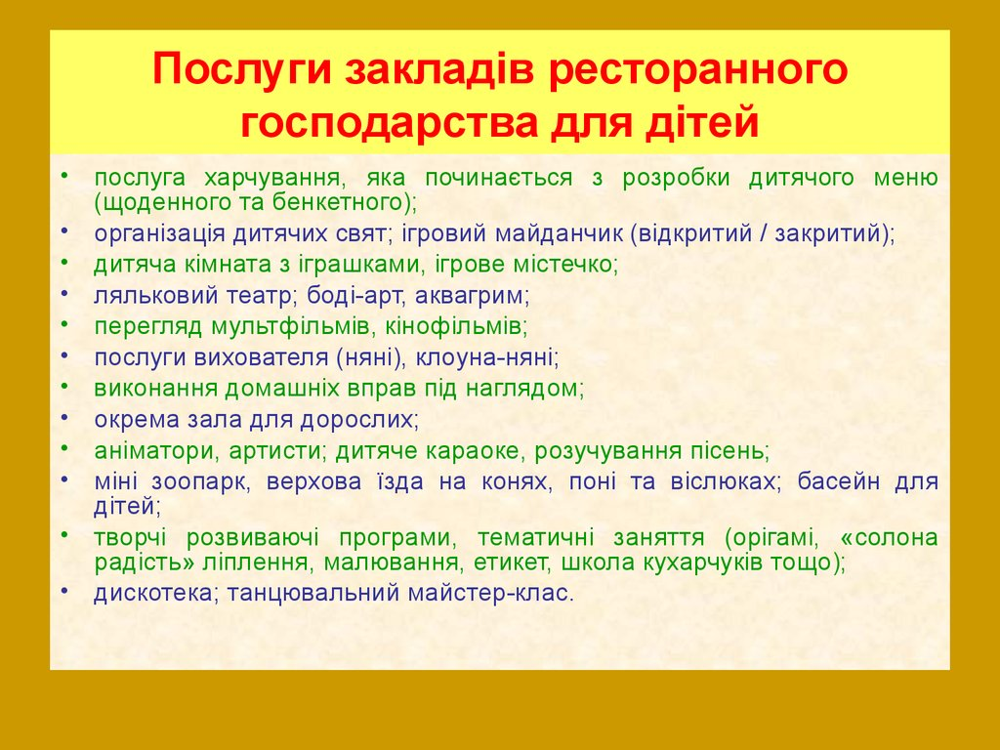 Послуги закладів ресторанного
господарства для дітей
• послуга харчування, яка починається з розробки дитячого меню
(щоденного та бенкетного);
• організація дитячих свят; ігровий майданчик (відкритий / закритий);
• дитяча кімната з іграшками, ігрове містечко;
• ляльковий театр; боді-арт, аквагрим;
• перегляд мультфільмів, кінофільмів;
• послуги вихователя (няні), клоуна-няні;
• виконання домашніх вправ під наглядом;
• окрема зала для дорослих;
• аніматори, артисти; дитяче караоке, розучування пісень;
• міні зоопарк, верхова їзда на конях, поні та віслюках; басейн для
дітей;
• творчі розвиваючі програми, тематичні заняття (орігамі, «солона
радість» ліплення, малювання, етикет, школа кухарчуків тощо);
• дискотека; танцювальний майстер-клас.